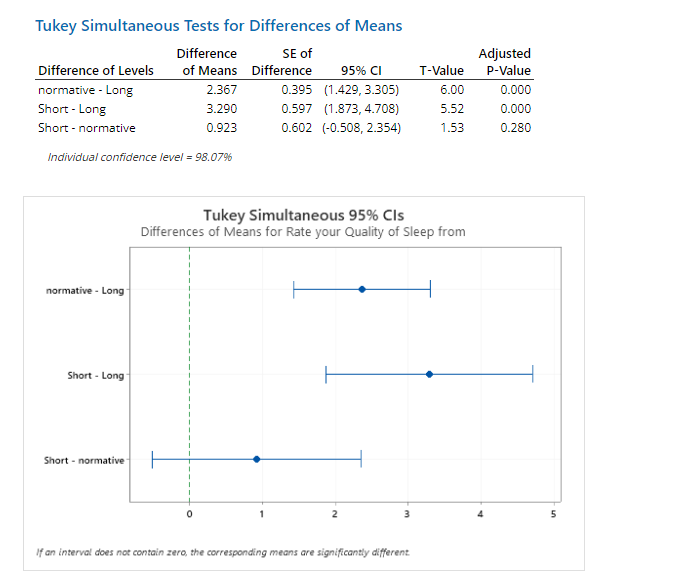 Tukey Simultaneous Tests for Differences of Means
Difference SE of Adjusted
Difference of Levels of Means Difference 95% CI T-Value P-Value
normative - Long 2.367 0.395 (1.429, 3.305) 6.00 0.000
Short - Long 3.290 0.597 (1.873, 4.708) 5.52 0.000
Short - normative 0.923 0.602 (-0.508, 2.354) 1.53 0.280
Individual confidence level = 98.07%
Tukey Simultaneous 95% CIs
Differences of Means for Rate your Quality of Sleep from
normative - Long
Short - Long
Short - normative
0 1 2 3 4 5
If an interval does not contain zero, the corresponding means are significantly different.